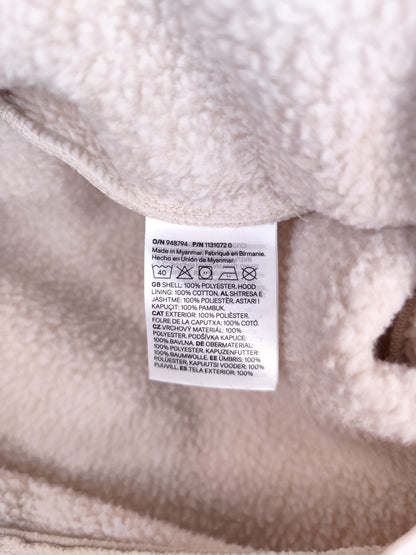 O/N 948794 P/N 1131072 0
Made in Myanmar. Fabriqué en Birmanie.
Hecho en Unión de Myanmar.
40
GB SHELL: 100% POLYESTER, HOOD
LINING: 100% COTTON. AL SHTRESA E
JASHTME: 100% POLIESTËR, ASTARI I
KAPUÇIT: 100% PAMBUK.
CAT EXTERIOR: 100% POLIÈSTER,
FOLRE DE LA CAPUTXA: 100% COTÓ.
CZ VRCHOVÝ MATERIÁL: 100%
POLYESTER, PODŠÍVKA KAPUCE:
100% BAVLNA. DE OBERMATERIAL:
100% POLYESTER, KAPUZENFUTTER:
100% BAUMWOLLE. EE ÜMBRIS: 100%
POLÜESTER, KAPUUTSI VOODER: 100%
PUUVILL. ES TELA EXTERIOR: 100%